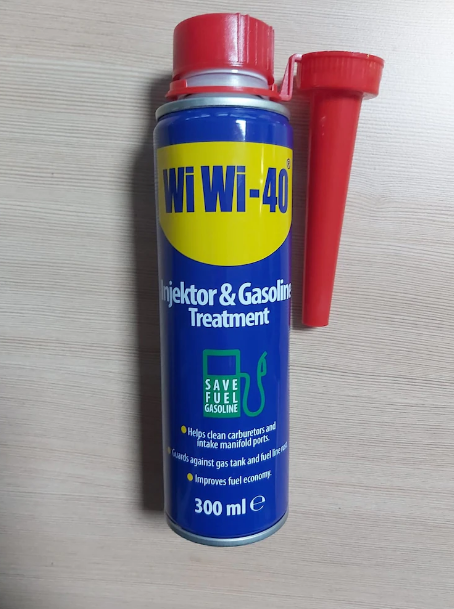 Wi Wi-40®
Injektor & Gasoline
Treatment
SAVE
FUEL
GASOLINE
Helps clean carburetors and
intake manifold ports.
Guards against gas tank and fuel line
Improves fuel economy.
300 ml ℮